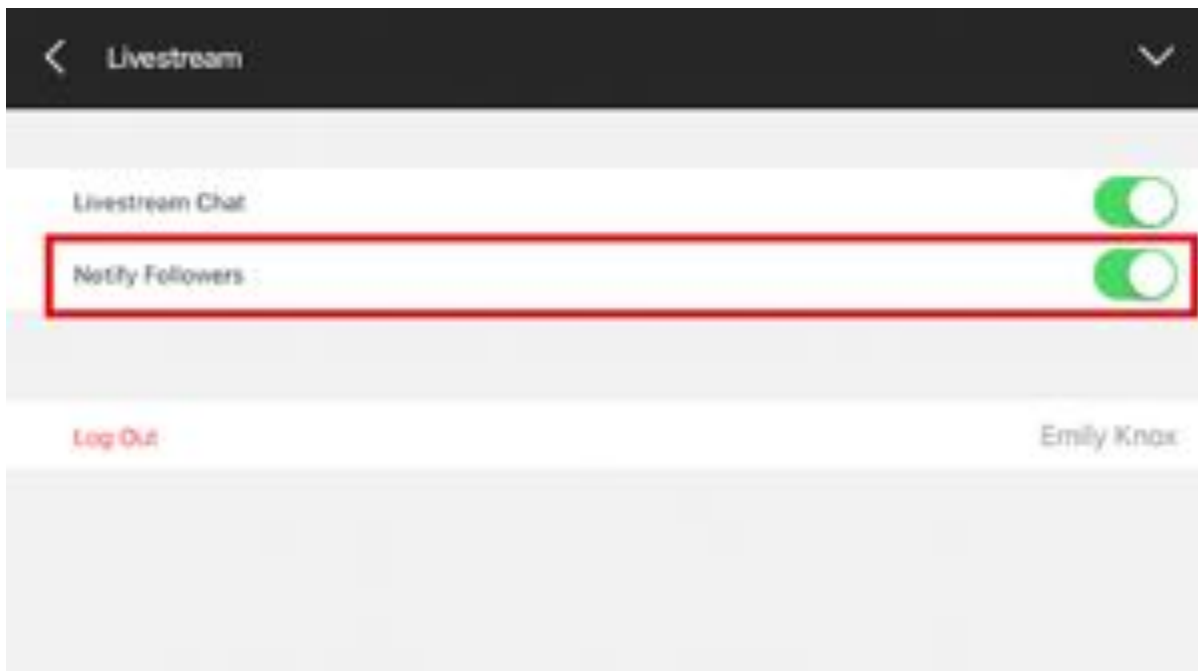 Livestream
Livestream Chat
Notify Followers
Log Out
Emily Knox